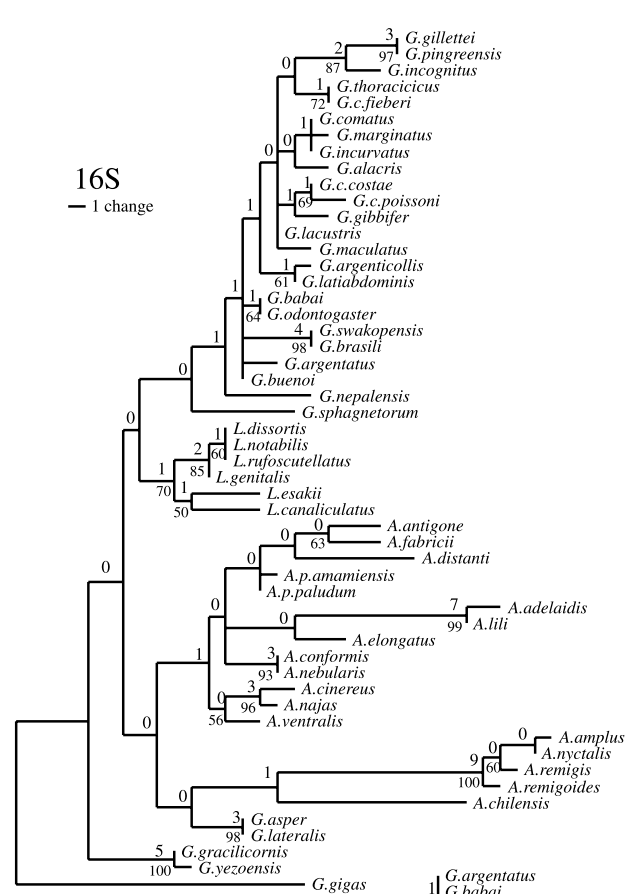 3 G.gillettei
2 97 G.pingreensis
0 87 G.incognitus
1 G.thoracicicus
72 G.c.fieberi
1 G.comatus
0 0 G.marginatus
G.incurvatus
G.alacris
16S
1 G.c.costae
1 69 G.c.poissoni
1 change
1 G.gibbifer
G.lacustris
G.maculatus
1 G.argenticollis
61 G.latiabdominis
1 1 G.babai
64 G.odontogaster
4 G.swakopensis
1 98 G.brasili
0 G.argentatus
G.buenoi
G.nepalensis
G.sphagnetorum
0 1 L.dissortis
2 60 L.notabilis
1 85 L.rufoscutellatus
L.genitalis
70 1 L.esakii
50 L.canaliculatus
0 A.antigone
0 63 A.fabricii
0 A.distanti
0 A.p.amamiensis
A.p.paludum
7 A.adelaidis
0 0 99 A.lili
A.elongatus
1 3 A.conformis
93 A.nebularis
0 3 A.cinereus
96 A.najas
56 A.ventralis
0 0 A.amplus
0 A.nyctalis
9 60 A.remigis
1 100 A.remigoides
0 A.chilensis
3 G.asper
98 G.lateralis
5 G.gracilicornis
100 G.yezoensis
G.gigas
G.argentatus
1 G.babai